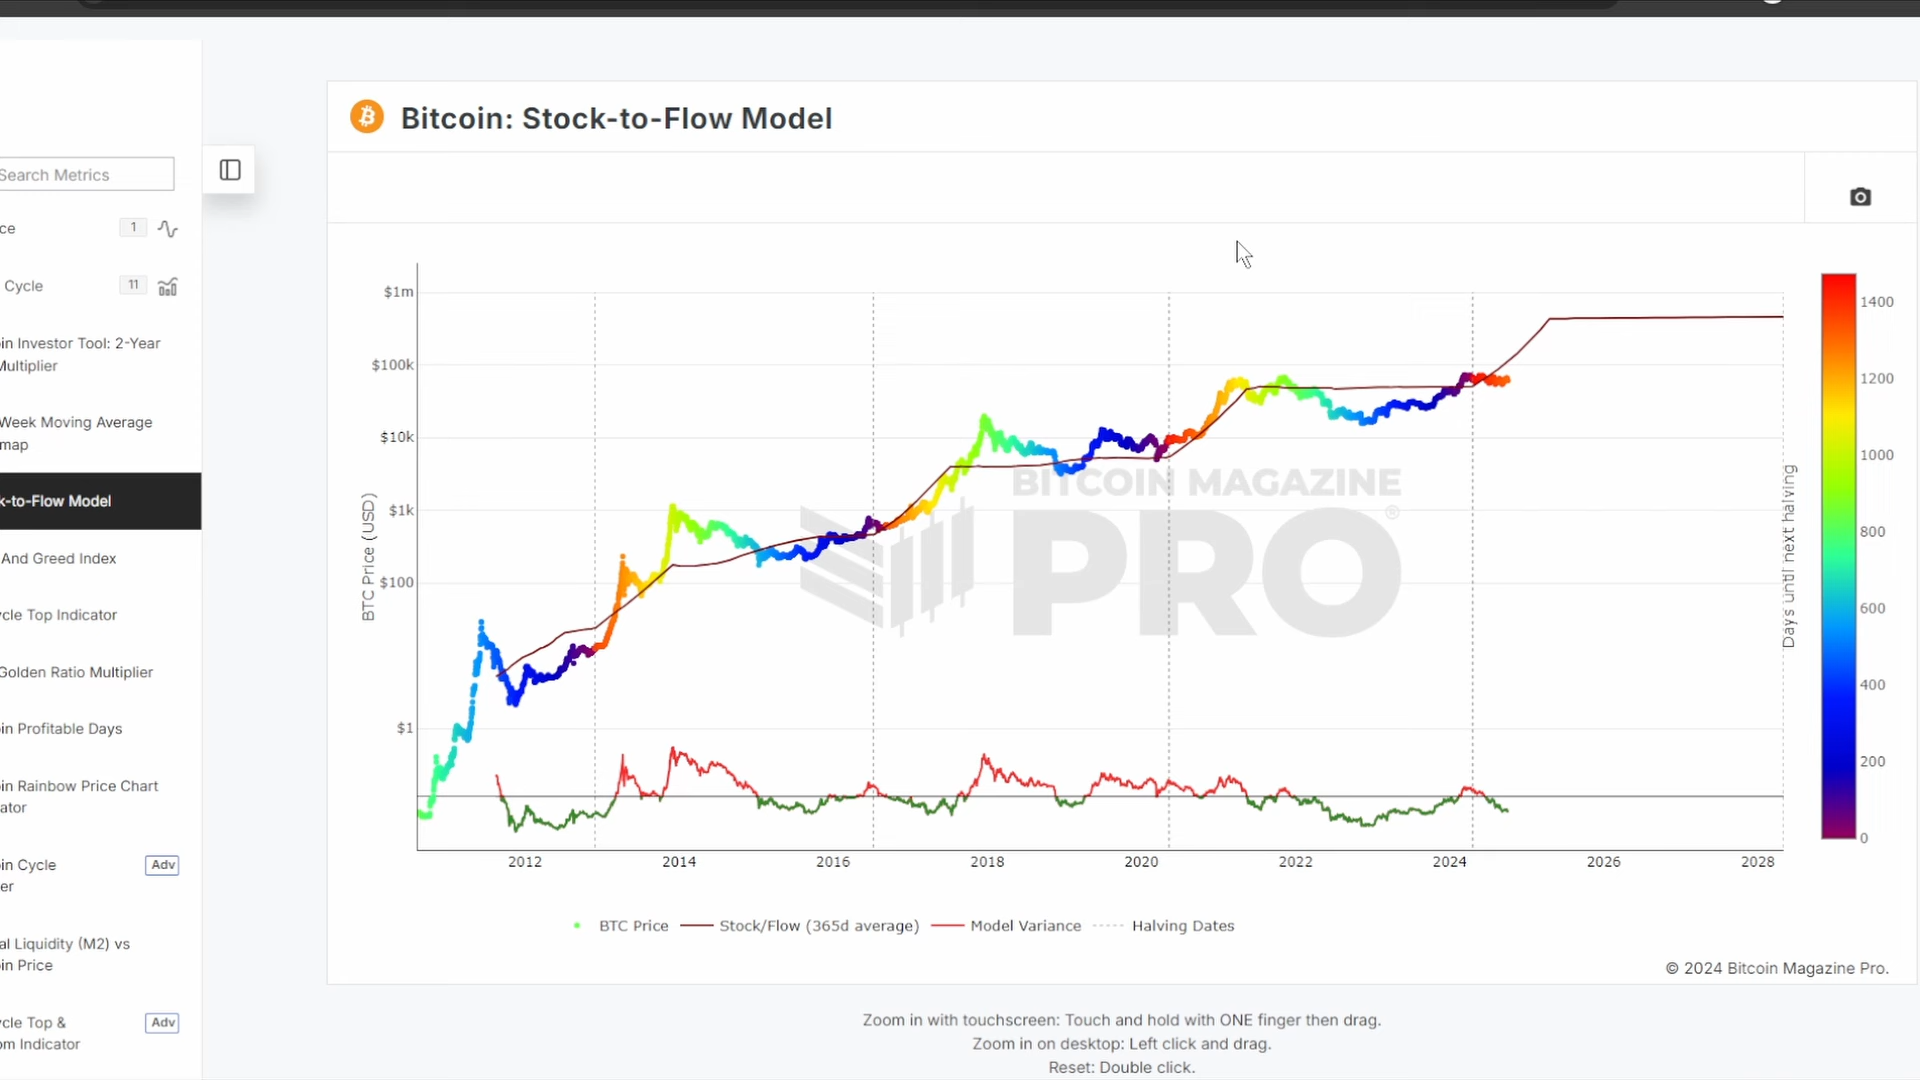 Bitcoin: Stock-to-Flow Model
Search Metrics
ce 1
Cycle 11
in Investor Tool: 2-Year
Multiplier
Week Moving Average
map
k-to-Flow Model
And Greed Index
cle Top Indicator
Golden Ratio Multiplier
in Profitable Days
in Rainbow Price Chart
ator
in Cycle
er
Adv
al Liquidity (M2) vs
in Price
cle Top &
om Indicator
Adv
BTC Price (USD)
$1m
$100k
$10k
$1k
$100
$1
BITCOIN MAGAZINE
PRO®
2012 2014 2016 2018 2020 2022 2024 2026 2028
Days until next halving
1400
1200
1000
800
600
400
200
0
BTC Price Stock/Flow (365d average) Model Variance Halving Dates
© 2024 Bitcoin Magazine Pro.
Zoom in with touchscreen: Touch and hold with ONE finger then drag.
Zoom in on desktop: Left click and drag.
Reset: Double click.